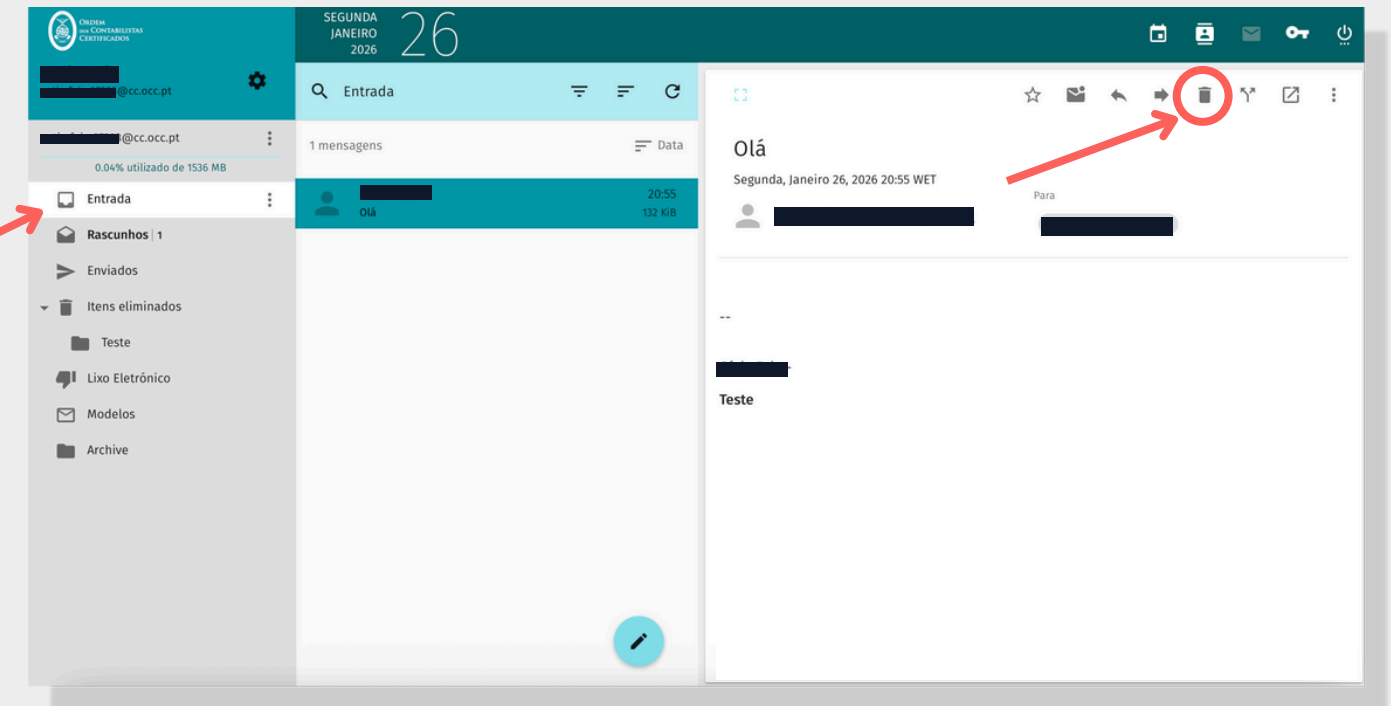 ORDEM
DOS CONTABILISTAS
CERTIFICADOS
@cc.occ.pt
@cc.occ.pt
0.04% utilizado de 1536 MB
Entrada
Rascunhos | 1
Enviados
Itens eliminados
Teste
Lixo Eletrónico
Modelos
Archive
SEGUNDA
JANEIRO
2026
26
Entrada
1 mensagens
Data
20:55
Olá
132 KiB
Olá
Segunda, Janeiro 26, 2026 20:55 WET
Para
--
Teste